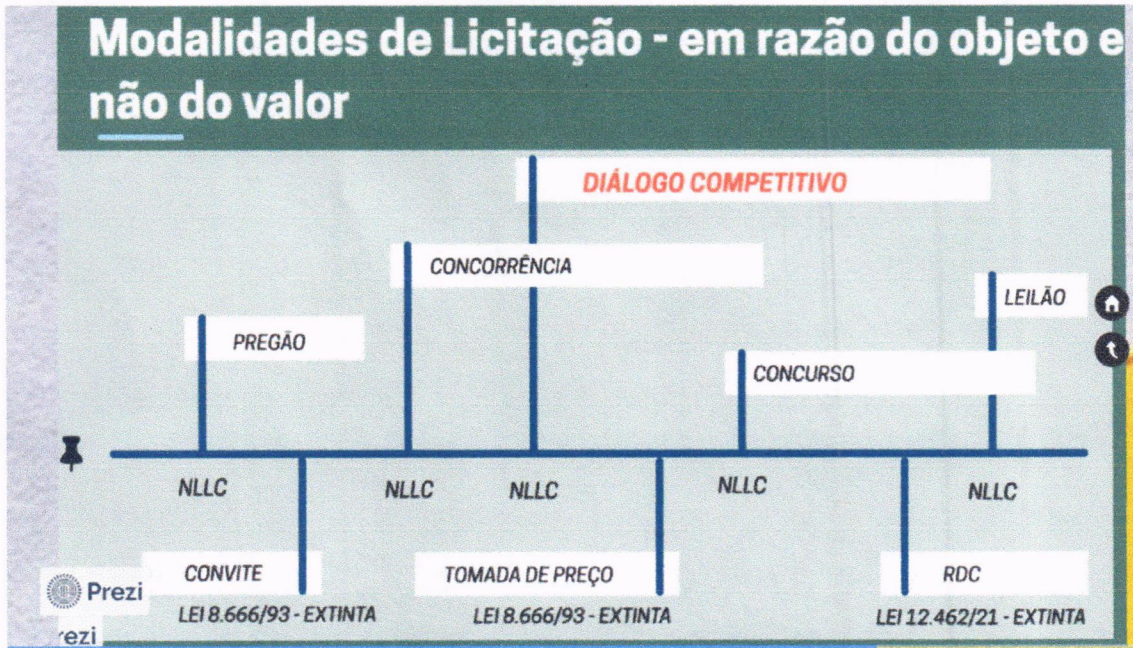 Modalidades de Licitação - em razão do objeto e
não do valor
DIÁLOGO COMPETITIVO
CONCORRÊNCIA
LEILÃO
PREGÃO
CONCURSO
NLLC
NLLC
NLLC
NLLC
NLLC
CONVITE
TOMADA DE PREÇO
RDC
Prezi
LEI 8.666/93 - EXTINTA
LEI 8.666/93 - EXTINTA
LEI 12.462/21 - EXTINTA
rezi